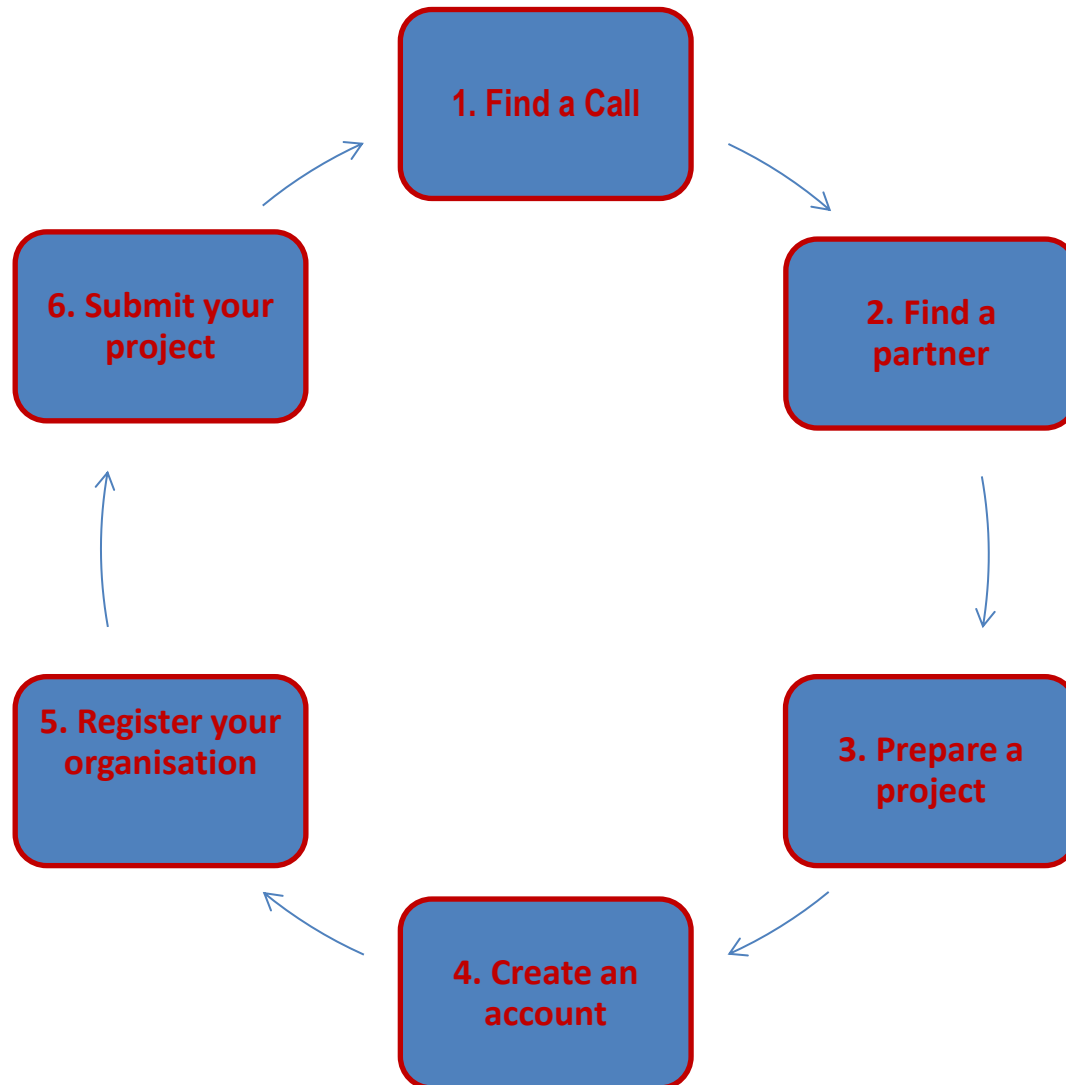 1. Find a Call
2. Find a
partner
3. Prepare a
project
4. Create an
account
5. Register your
organisation
6. Submit your
project